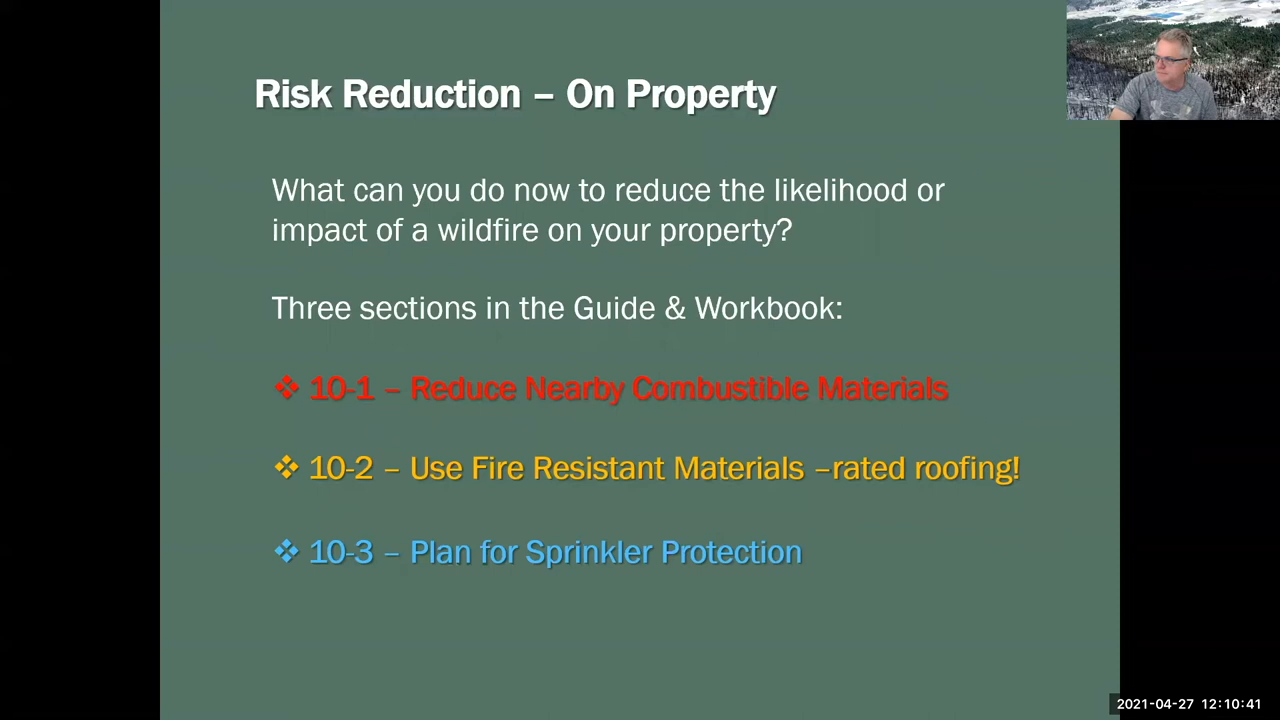 Risk Reduction – On Property
What can you do now to reduce the likelihood or
impact of a wildfire on your property?
Three sections in the Guide & Workbook:
❖ 10-1 – Reduce Nearby Combustible Materials
❖ 10-2 – Use Fire Resistant Materials –rated roofing!
❖ 10-3 – Plan for Sprinkler Protection
2021-04-27 12:10:41